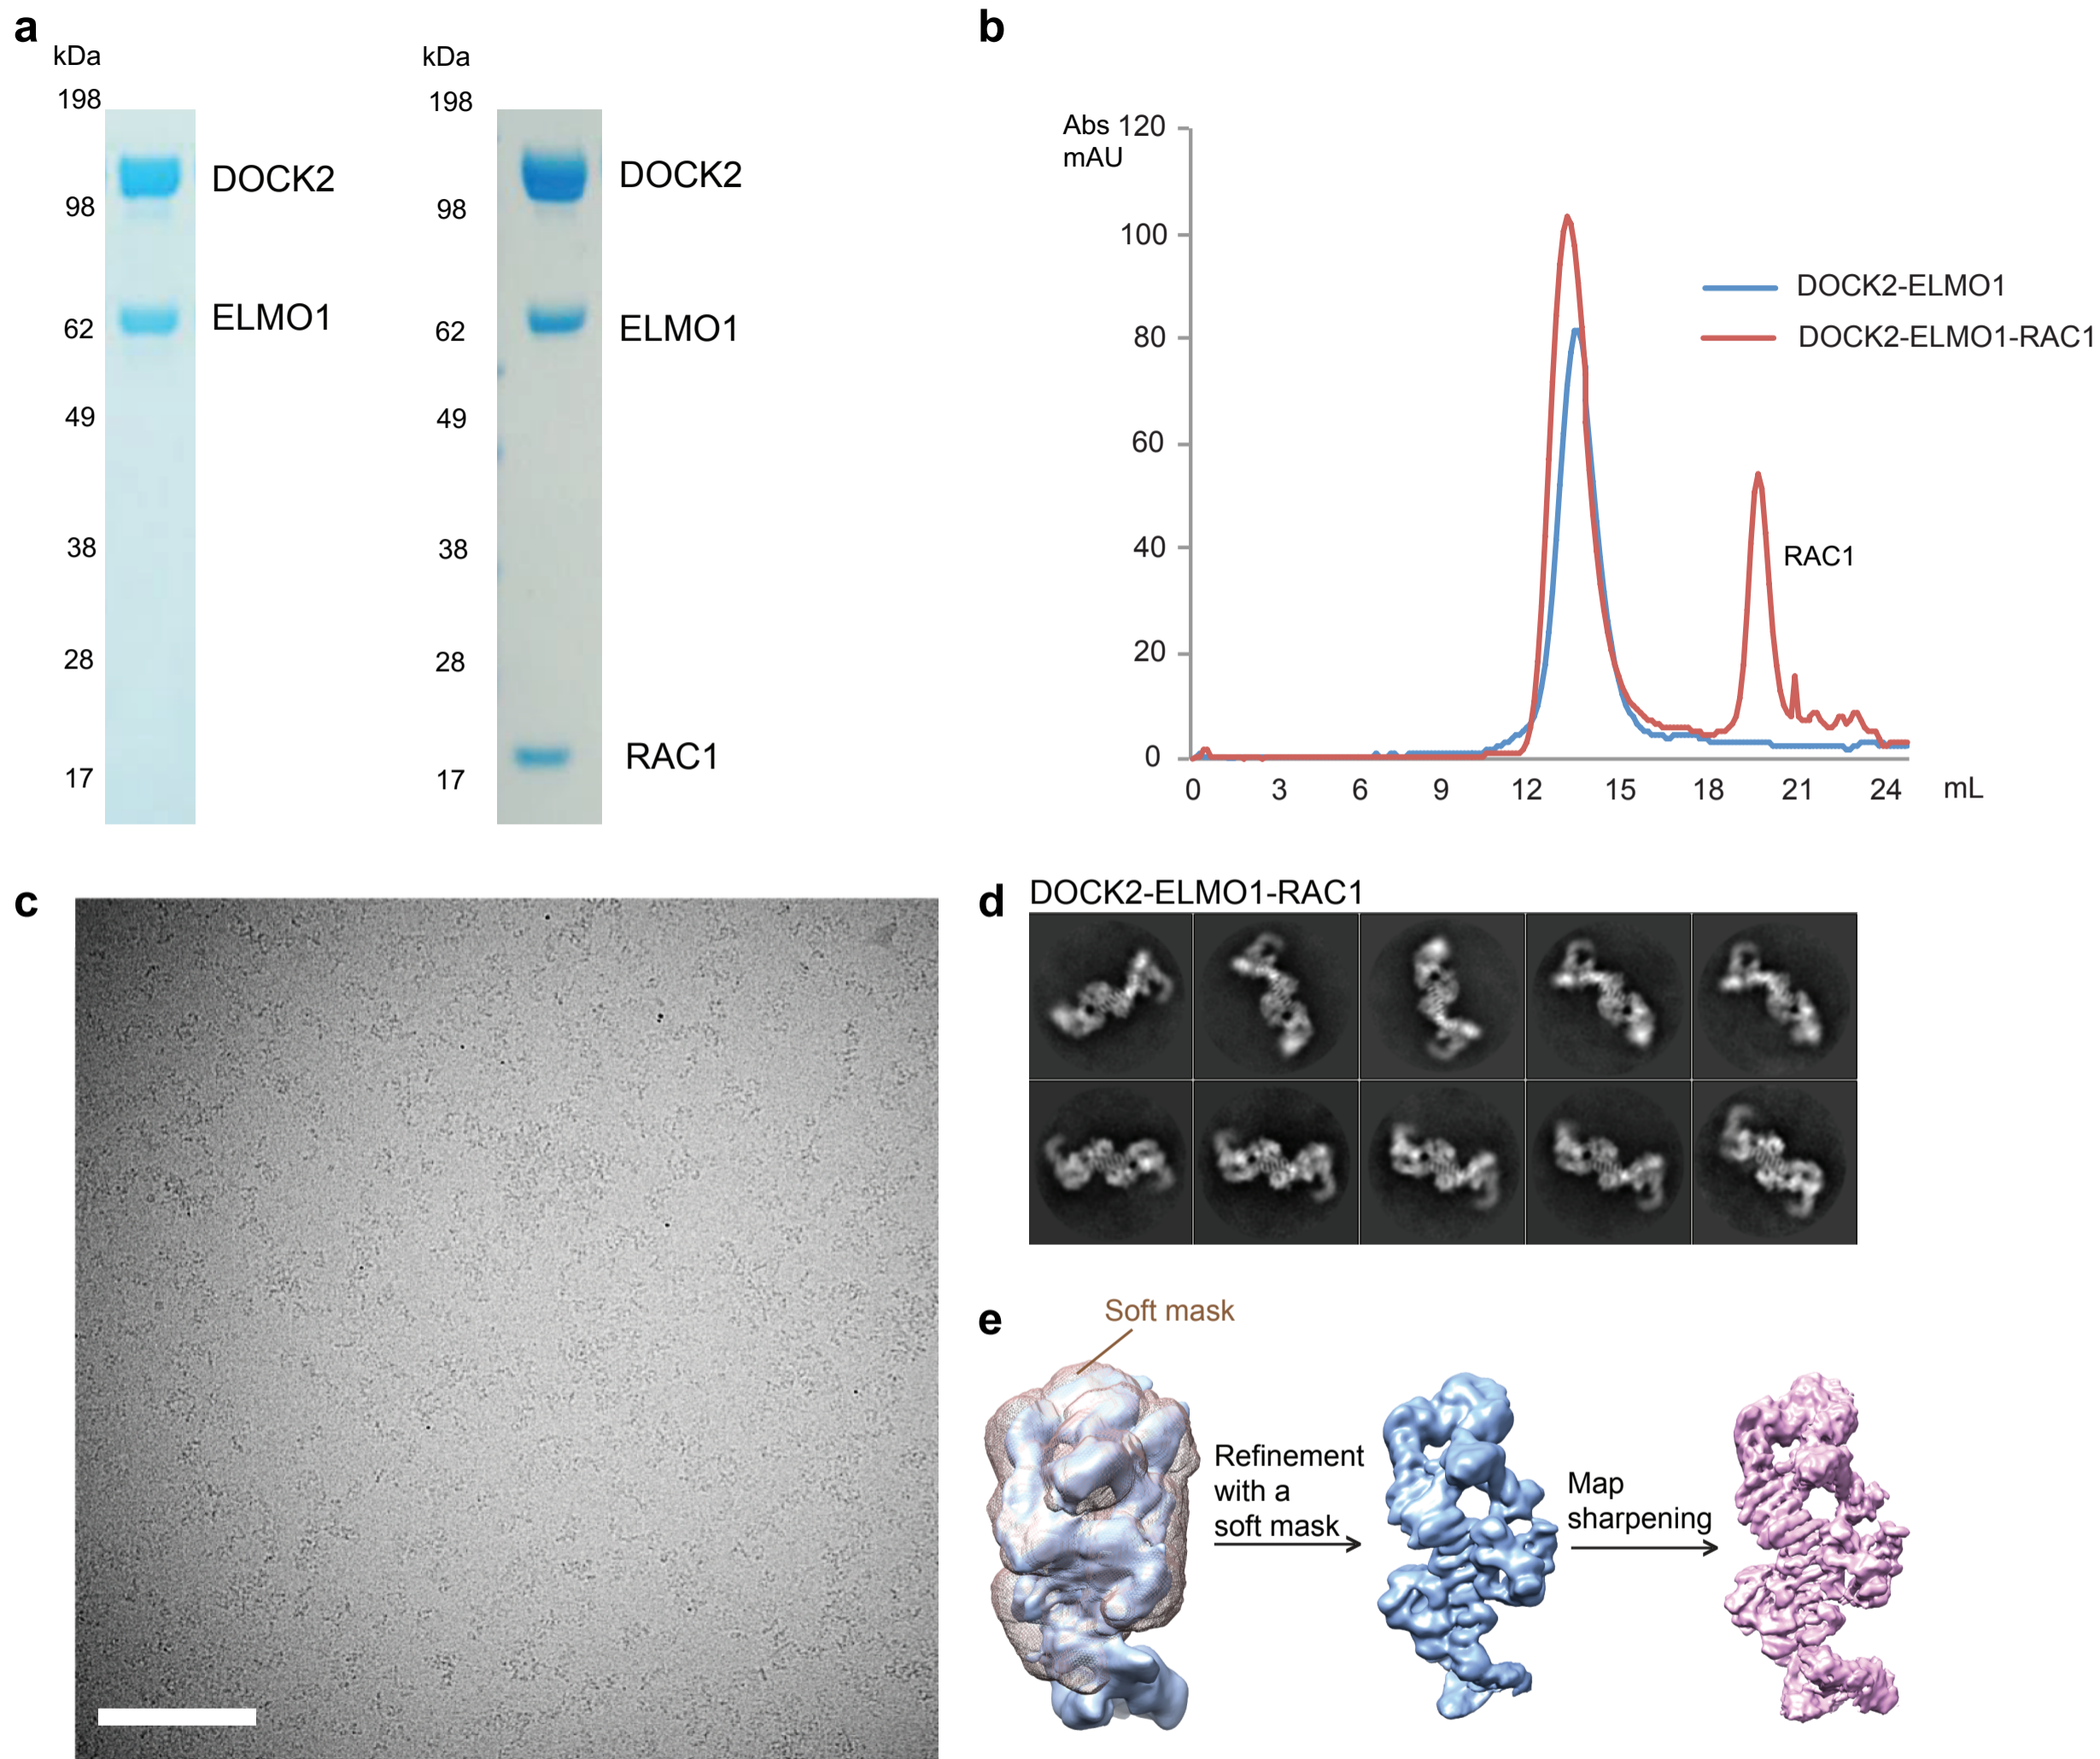 a
kDa
198
98
62
49
38
28
17
DOCK2
ELMO1
kDa
198
98
62
49
38
28
17
DOCK2
ELMO1
RAC1
b
Abs
mAU
120
100
80
60
40
20
0
0 3 6 9 12 15 18 21 24 mL
DOCK2-ELMO1
DOCK2-ELMO1-RAC1
RAC1
c
d
DOCK2-ELMO1-RAC1
e
Soft mask
Refinement
with a
soft mask
Map
sharpening